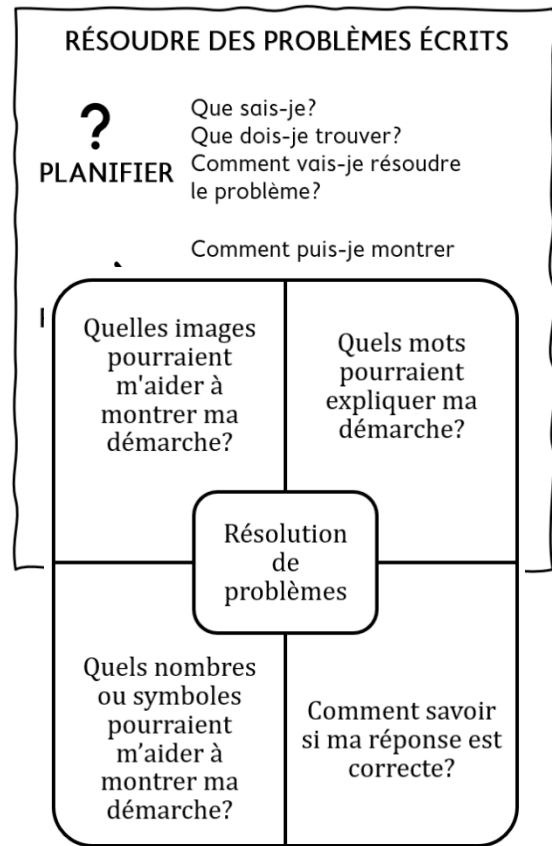 RÉSOUDRE DES PROBLÈMES ÉCRITS
?
PLANIFIER
Que sais-je?
Que dois-je trouver?
Comment vais-je résoudre
le problème?
Comment puis-je montrer
Quelles images
pourraient
m'aider à
montrer ma
démarche?
Quels mots
pourraient
expliquer ma
démarche?
Résolution
de
problèmes
Quels nombres
ou symboles
pourraient
m’aider à
montrer ma
démarche?
Comment savoir
si ma réponse est
correcte?